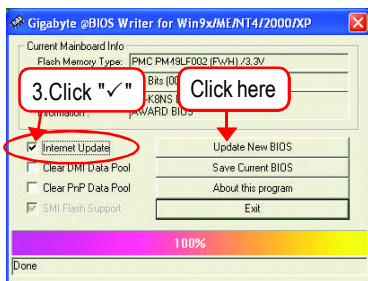 Gigabyte @BIOS Writer for Win9x/ME/NT4/2000/XP
Current Mainboard Info
Flash Memory Type: PMC PM49LF002 (FWH) /3.3V
Bits (00
3.Click "✓"
Click here
K8NS
Information : AWARD BIOS
Internet Update
Update New BIOS
Clear DMI Data Pool
Save Current BIOS
Clear PnP Data Pool
About this program
SMI Flash Support
Exit
100%
Done